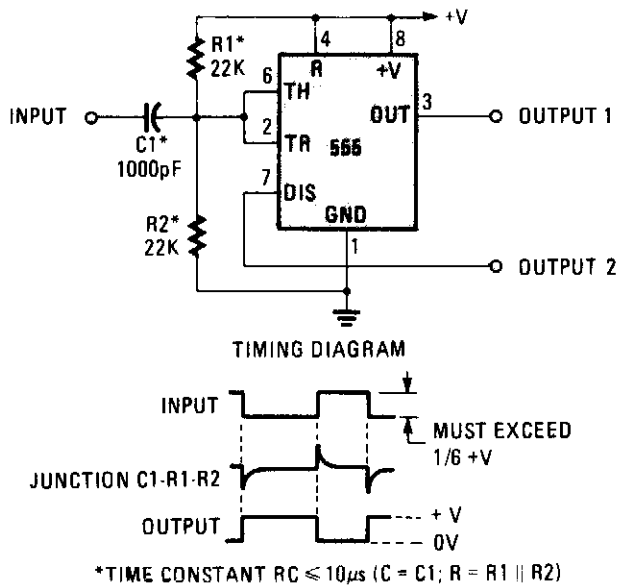 +V
R1*
22K
4
8
R
+V
6
TH
3
INPUT
OUT
OUTPUT 1
2
TR
555
C1*
1000pF
7
DIS
R2*
22K
GND
1
OUTPUT 2
TIMING DIAGRAM
INPUT
MUST EXCEED
1/6 +V
JUNCTION C1-R1-R2
OUTPUT
+ V
0V
*TIME CONSTANT RC ≤ 10μs (C = C1; R = R1 || R2)